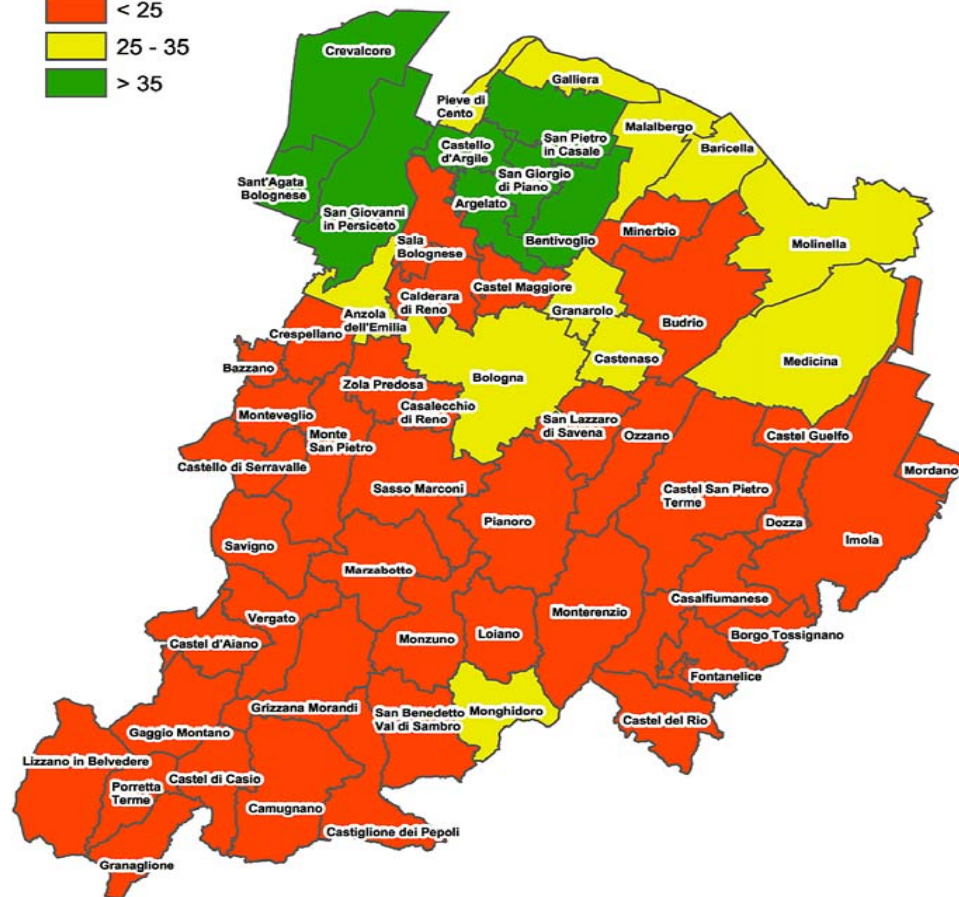 < 25
25 - 35
> 35
Crevalcore
Galliera
Pieve di
Cento
Malalbergo
San Pietro
in Casale
Castello
d'Argile
Baricella
Sant'Agata
Bolognese
San Giorgio
di Piano
Argelato
San Giovanni
in Persiceto
Minerbio
Bentivoglio
Molinella
Sala
Bolognese
Castel Maggiore
Calderara
di Reno
Granarolo
Anzola
dell'Emilia
Budrio
Crespellano
Castenaso
Medicina
Bazzano
Bologna
Zola Predosa
Casalecchio
di Reno
Monteveglio
San Lazzaro
di Savena
Ozzano
Castel Guelfo
Monte
San Pietro
Castello di Serravalle
Mordano
Sasso Marconi
Castel San Pietro
Terme
Pianoro
Dozza
Imola
Savigno
Marzabotto
Casalfiumanese
Vergato
Monterenzio
Loiano
Borgo Tossignano
Monzuno
Castel d'Aiano
Fontanelice
Grizzana Morandi
San Benedetto
Val di Sambro
Monghidoro
Castel del Rio
Gaggio Montano
Lizzano in Belvedere
Castel di Casio
Porretta
Terme
Camugnano
Castiglione dei Pepoli
Granaglione